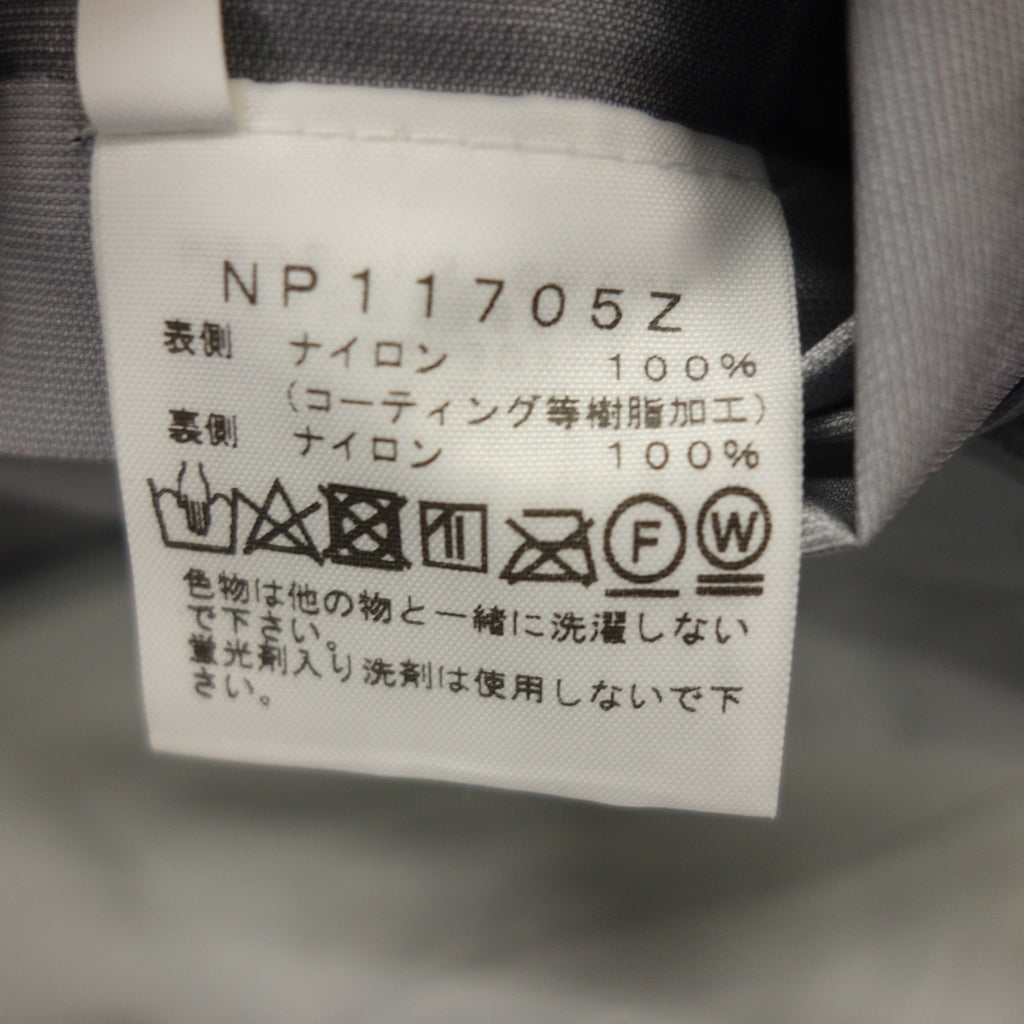 NP11705Z
表側 ナイロン 100%
(コーティング等樹脂加工)
裏側 ナイロン 100%
F W
色物は他の物と一緒に洗濯しない
で下さい。
蛍光剤入り洗剤は使用しないで下
さい。